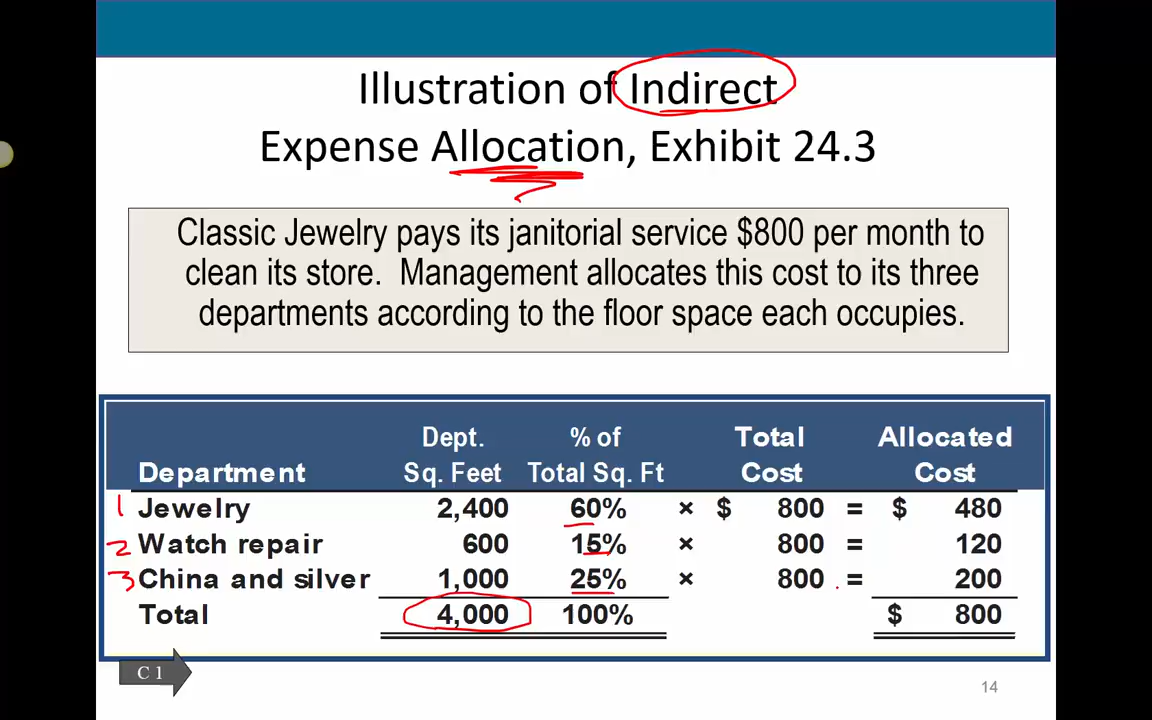 Illustration of Indirect
Expense Allocation, Exhibit 24.3
Classic Jewelry pays its janitorial service $800 per month to
clean its store. Management allocates this cost to its three
departments according to the floor space each occupies.
Dept. % of Total Allocated
Department Sq. Feet Total Sq. Ft Cost Cost
1 Jewelry 2,400 60% × $ 800 = $ 480
2 Watch repair 600 15% × 800 = 120
3 China and silver 1,000 25% × 800 = 200
Total 4,000 100% $ 800
C 1
14